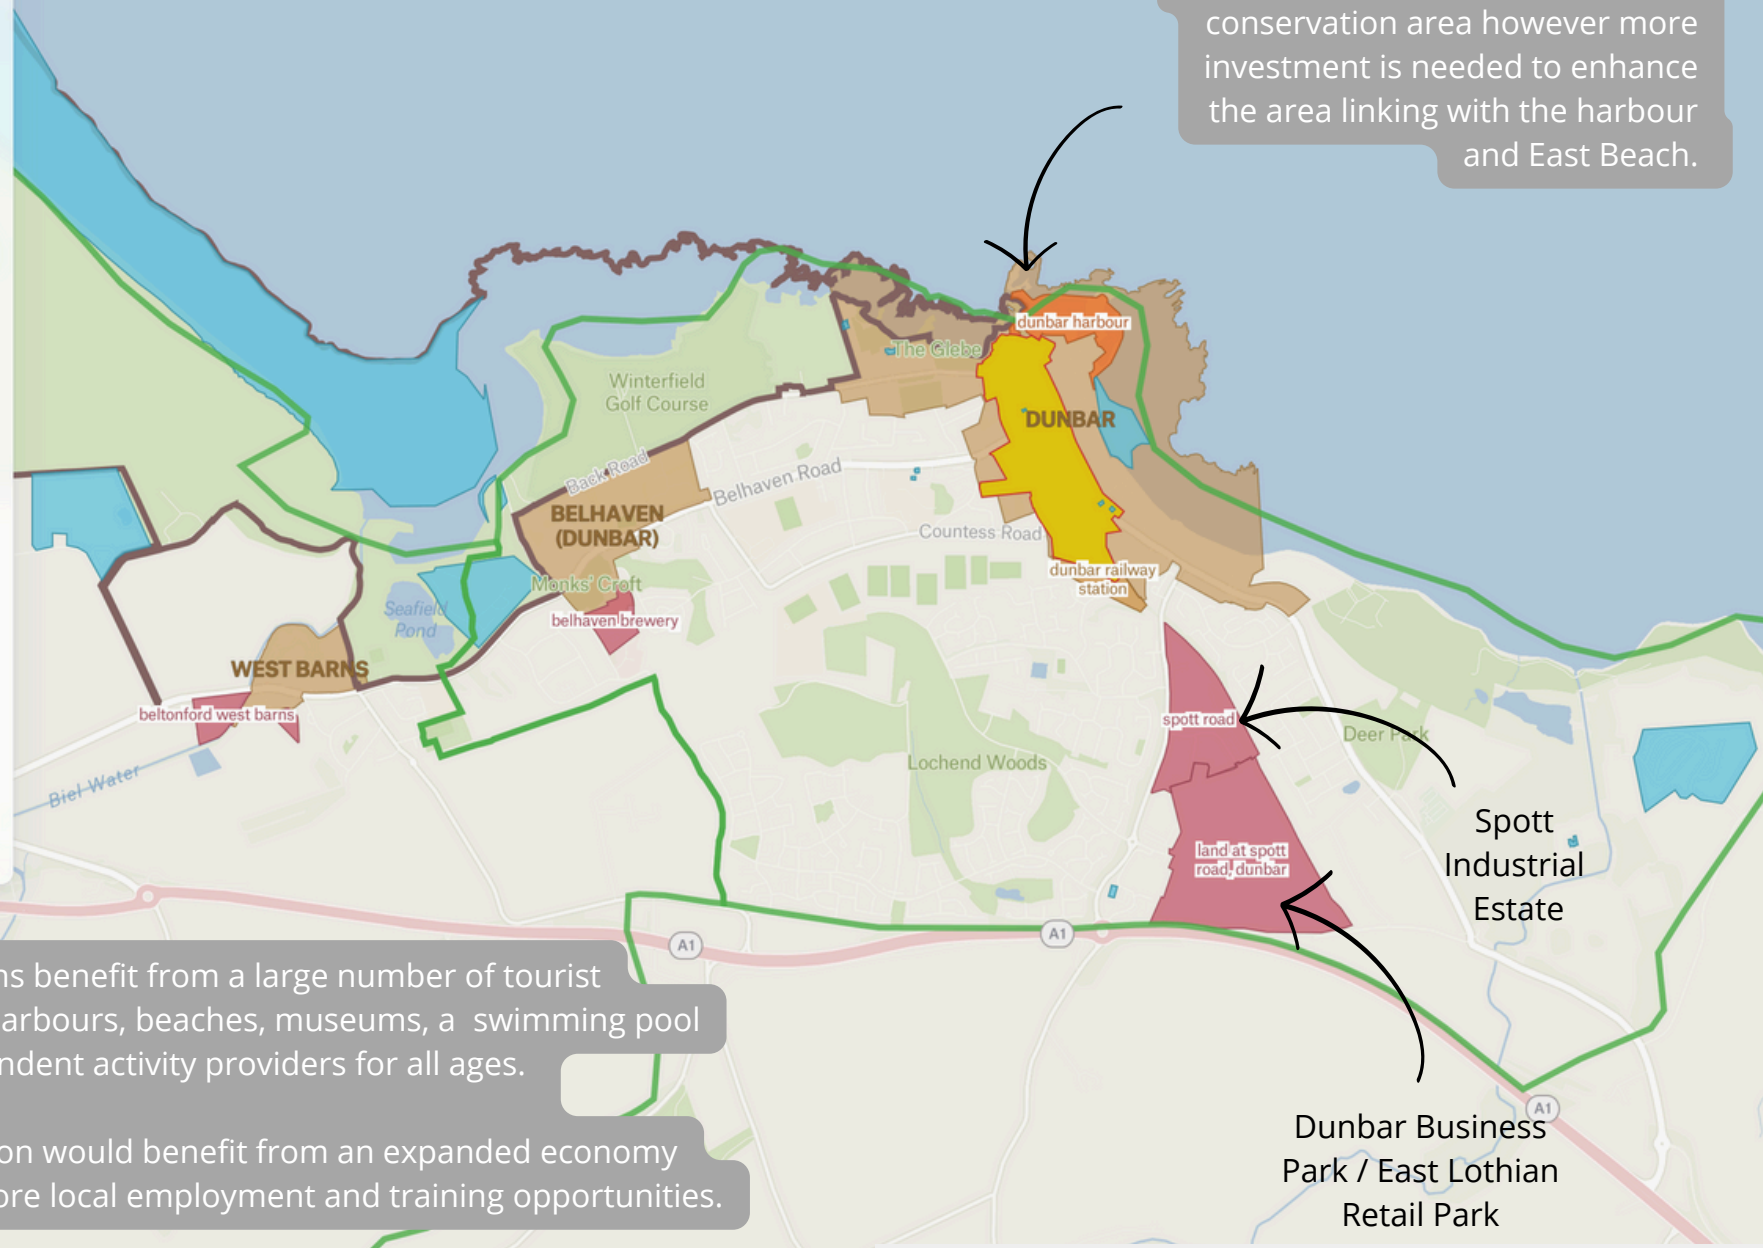 conservation area however more
investment is needed to enhance
the area linking with the harbour
and East Beach.
dunbar harbour
The Glebe
Winterfield
Golf Course
DUNBAR
Back Road
Belhaven Road
BELHAVEN
(DUNBAR)
Countess Road
dunbar railway
station
Monks' Croft
Seafield
Pond
belhaven brewery
WEST BARNS
beltonford west barns
spott road
Deer Park
Lochend Woods
Biel Water
Spott
Industrial
Estate
land at spott
road, dunbar
A1
A1
ns benefit from a large number of tourist
arbours, beaches, museums, a swimming pool
ndent activity providers for all ages.
on would benefit from an expanded economy
ore local employment and training opportunities.
A1
Dunbar Business
Park / East Lothian
Retail Park